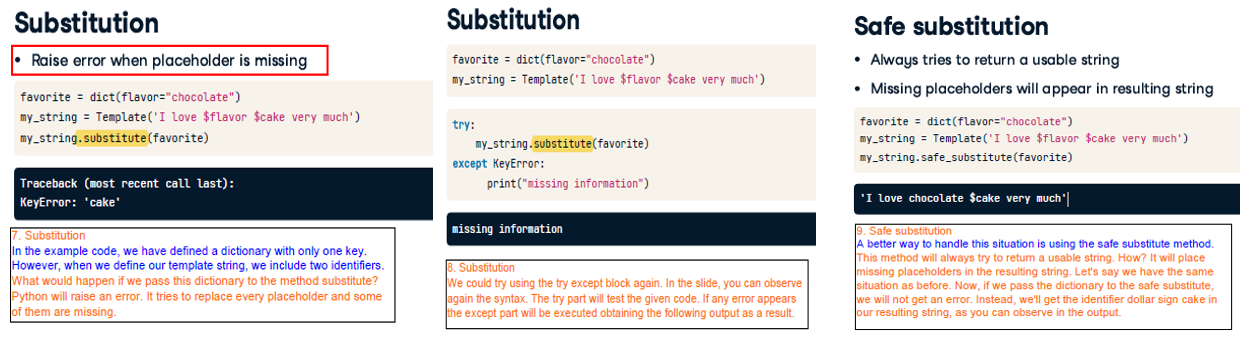 Substitution
• Raise error when placeholder is missing
favorite = dict(flavor="chocolate")
my_string = Template('I love $flavor $cake very much')
my_string.substitute(favorite)
Traceback (most recent call last):
KeyError: 'cake'
7. Substitution
In the example code, we have defined a dictionary with only one key.
However, when we define our template string, we include two identifiers.
What would happen if we pass this dictionary to the method substitute?
Python will raise an error. It tries to replace every placeholder and some
of them are missing.
Substitution
favorite = dict(flavor="chocolate")
my_string = Template('I love $flavor $cake very much')
try:
    my_string.substitute(favorite)
except KeyError:
    print("missing information")
missing information
8. Substitution
We could try using the try except block again. In the slide, you can observe
again the syntax. The try part will test the given code. If any error appears
the except part will be executed obtaining the following output as a result.
Safe substitution
• Always tries to return a usable string
• Missing placeholders will appear in resulting string
favorite = dict(flavor="chocolate")
my_string = Template('I love $flavor $cake very much')
my_string.safe_substitute(favorite)
'I love chocolate $cake very much'
9. Safe substitution
A better way to handle this situation is using the safe substitute method.
This method will always try to return a usable string. How? It will place
missing placeholders in the resulting string. Let's say we have the same
situation as before. Now, if we pass the dictionary to the safe substitute,
we will not get an error. Instead, we'll get the identifier dollar sign cake in
our resulting string, as you can observe in the output.